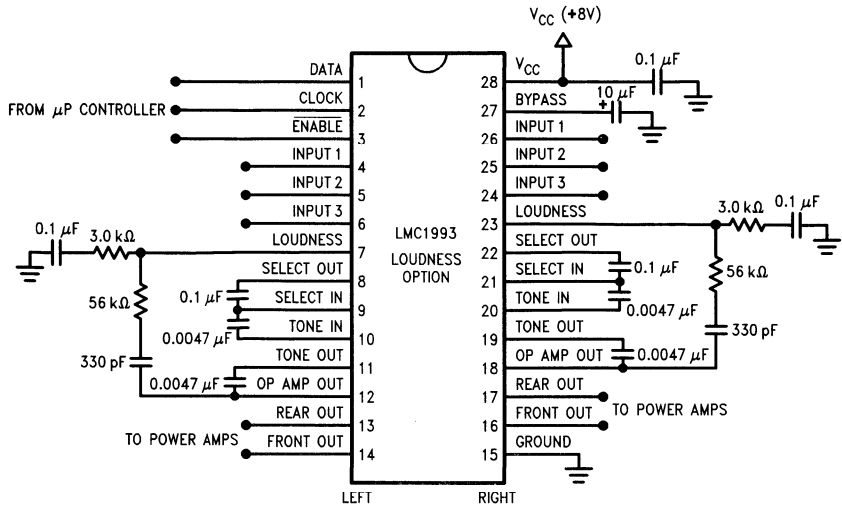 V_CC (+8V)
DATA 1
28 V_CC
0.1 μF
FROM μP CONTROLLER
CLOCK 2
27 BYPASS
10 μF
+
ENABLE 3
26 INPUT 1
INPUT 1 4
25 INPUT 2
INPUT 2 5
24 INPUT 3
INPUT 3 6
23 LOUDNESS
3.0 kΩ
0.1 μF
0.1 μF
3.0 kΩ
LOUDNESS 7
22 SELECT OUT
LMC1993
LOUDNESS
OPTION
SELECT OUT 8
21 SELECT IN
0.1 μF
56 kΩ
56 kΩ
0.1 μF
SELECT IN 9
20 TONE IN
0.0047 μF
0.0047 μF
TONE IN 10
19 TONE OUT
330 pF
330 pF
TONE OUT 11
18 OP AMP OUT
0.0047 μF
0.0047 μF
OP AMP OUT 12
17 REAR OUT
REAR OUT 13
16 FRONT OUT
TO POWER AMPS
TO POWER AMPS
FRONT OUT 14
15 GROUND
LEFT
RIGHT